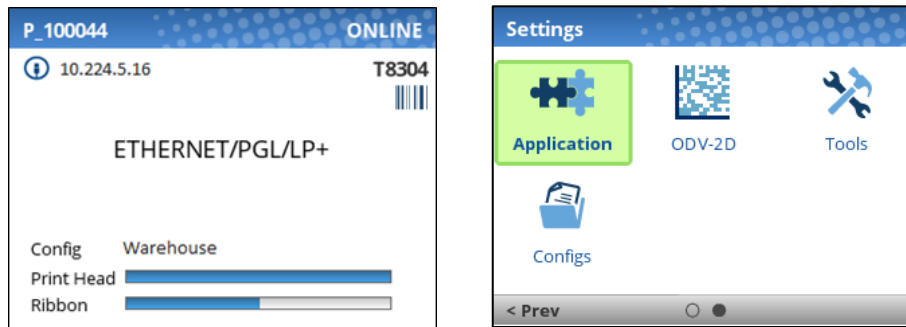 P_100044 ONLINE
10.224.5.16 T8304
ETHERNET/PGL/LP+
Config Warehouse
Print Head
Ribbon
Settings
Application ODV-2D Tools
Configs
< Prev